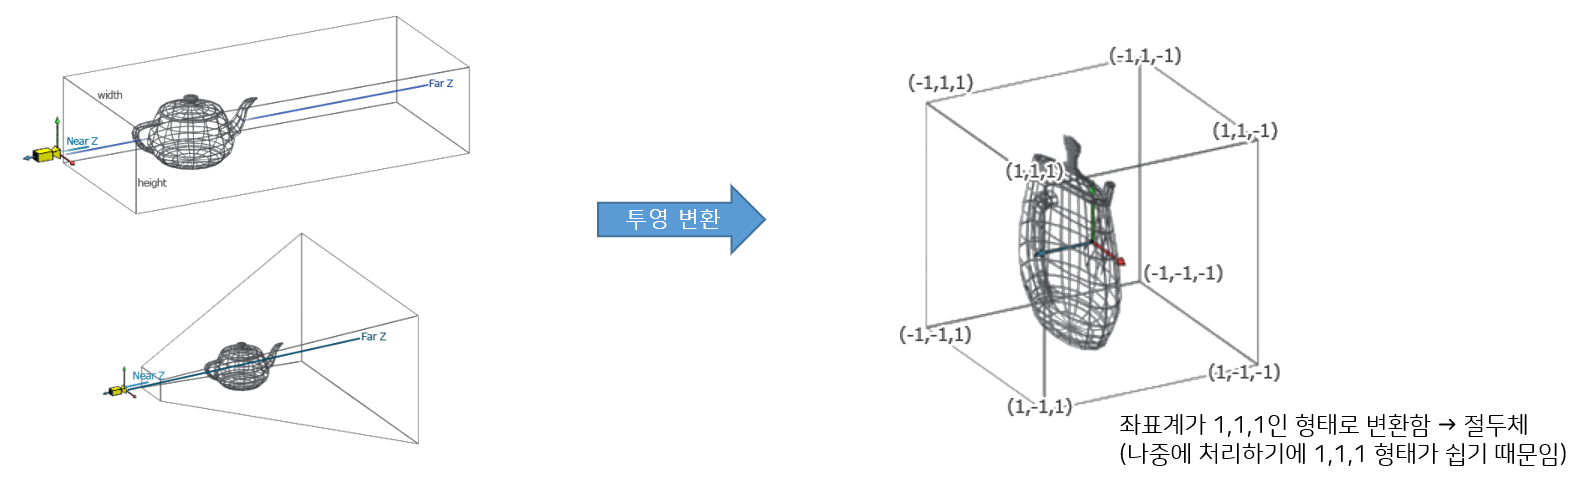 width
Near Z
Far Z
height
Near Z
Far Z
투영 변환
(-1,1,-1)
(-1,1,1)
(1,1,-1)
(1,1,1)
(-1,-1,-1)
(-1,-1,1)
(1,-1,-1)
(1,-1,1)
좌표계가 1,1,1인 형태로 변환함 → 절두체
(나중에 처리하기에 1,1,1 형태가 쉽기 때문임)